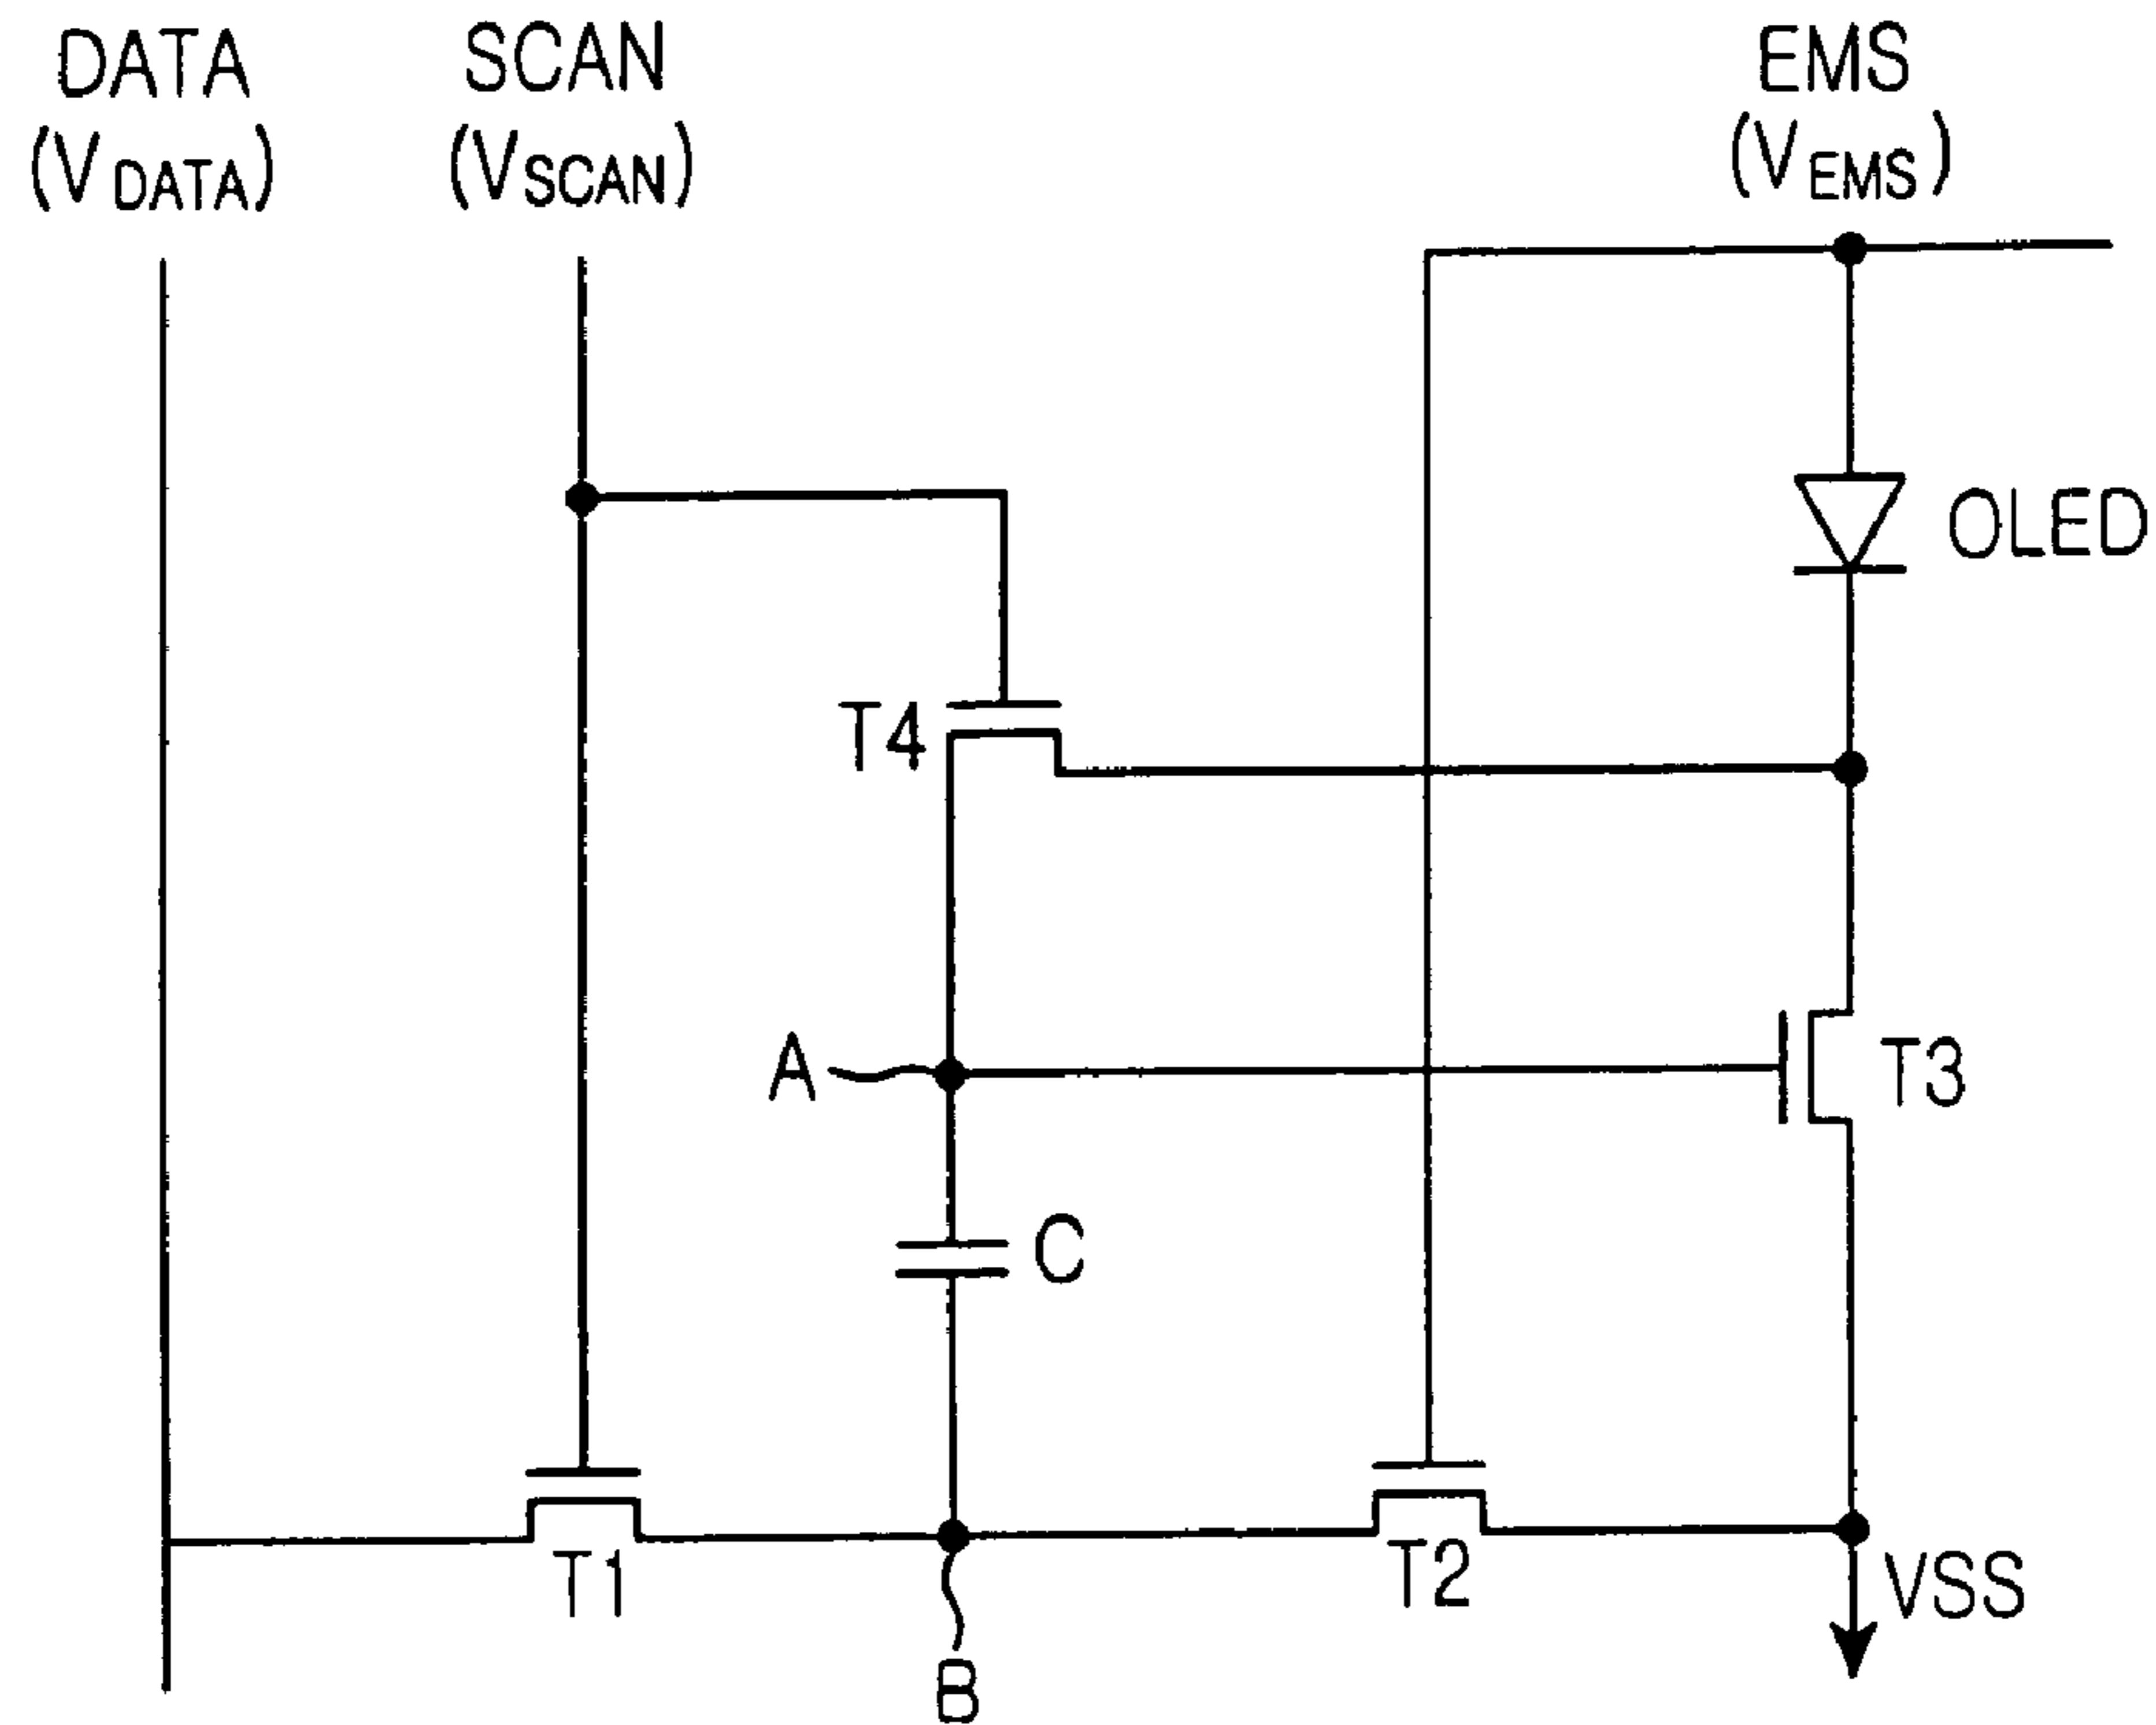 DATA
(VDATA)
SCAN
(VSCAN)
EMS
(VEMS)
OLED
T4
A
T3
C
T1
T2
VSS
B